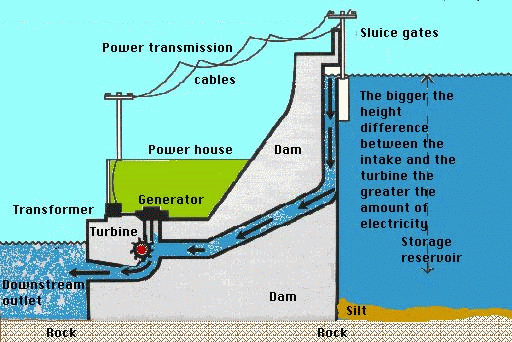 Sluice gates
Power transmission
cables
The bigger the
height
difference
between the
intake and the
turbine the
greater the
amount of
electricity
Power house
Dam
Generator
Transformer
Turbine
Storage
reservoir
Downstream
outlet
Dam
Silt
Rock
Rock